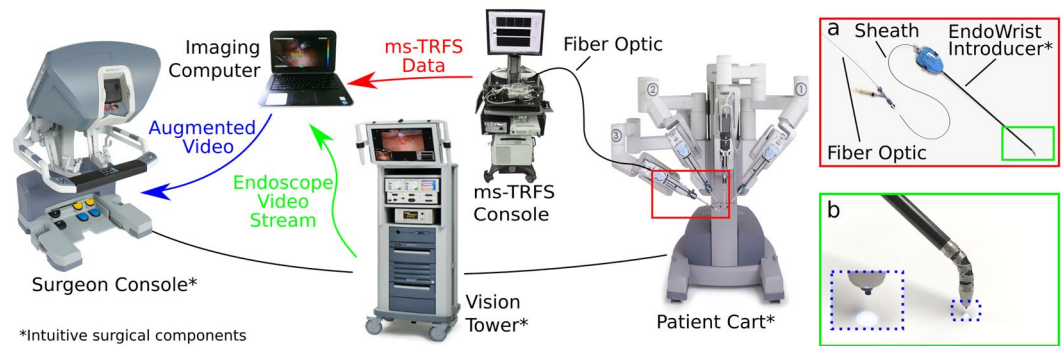 Imaging
Computer
ms-TRFS
Data
Fiber Optic
Augmented
Video
Endoscope
Video
Stream
ms-TRFS
Console
Surgeon Console*
Vision
Tower*
Patient Cart*
*Intuitive surgical components
①
②
③
a
Sheath
EndoWrist
Introducer*
Fiber Optic
b